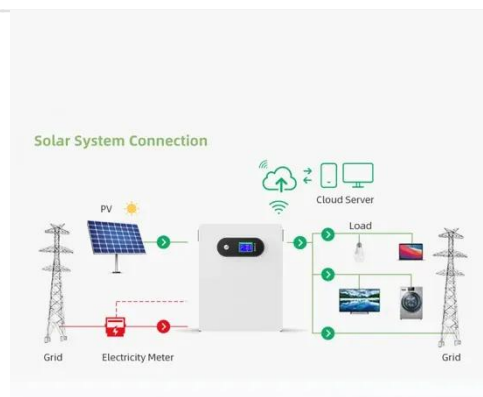 Solar System Connection
Cloud Server
PV
Load
Grid
Electricity Meter
Grid